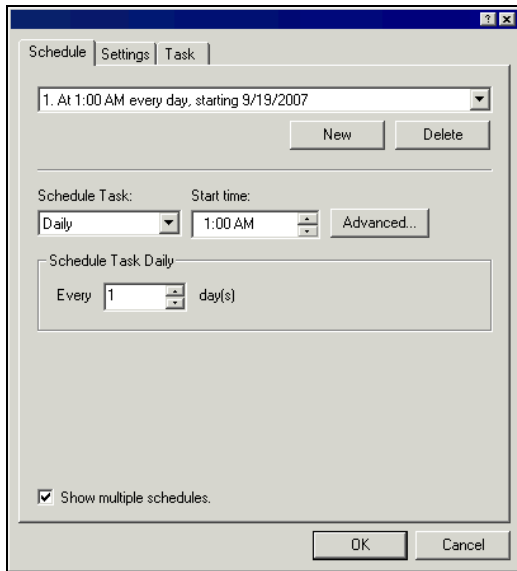 Schedule Settings Task
1. At 1:00 AM every day, starting 9/19/2007
New Delete
Schedule Task: Start time:
Daily 1:00 AM Advanced...
Schedule Task Daily
Every 1 day(s)
Show multiple schedules.
OK Cancel